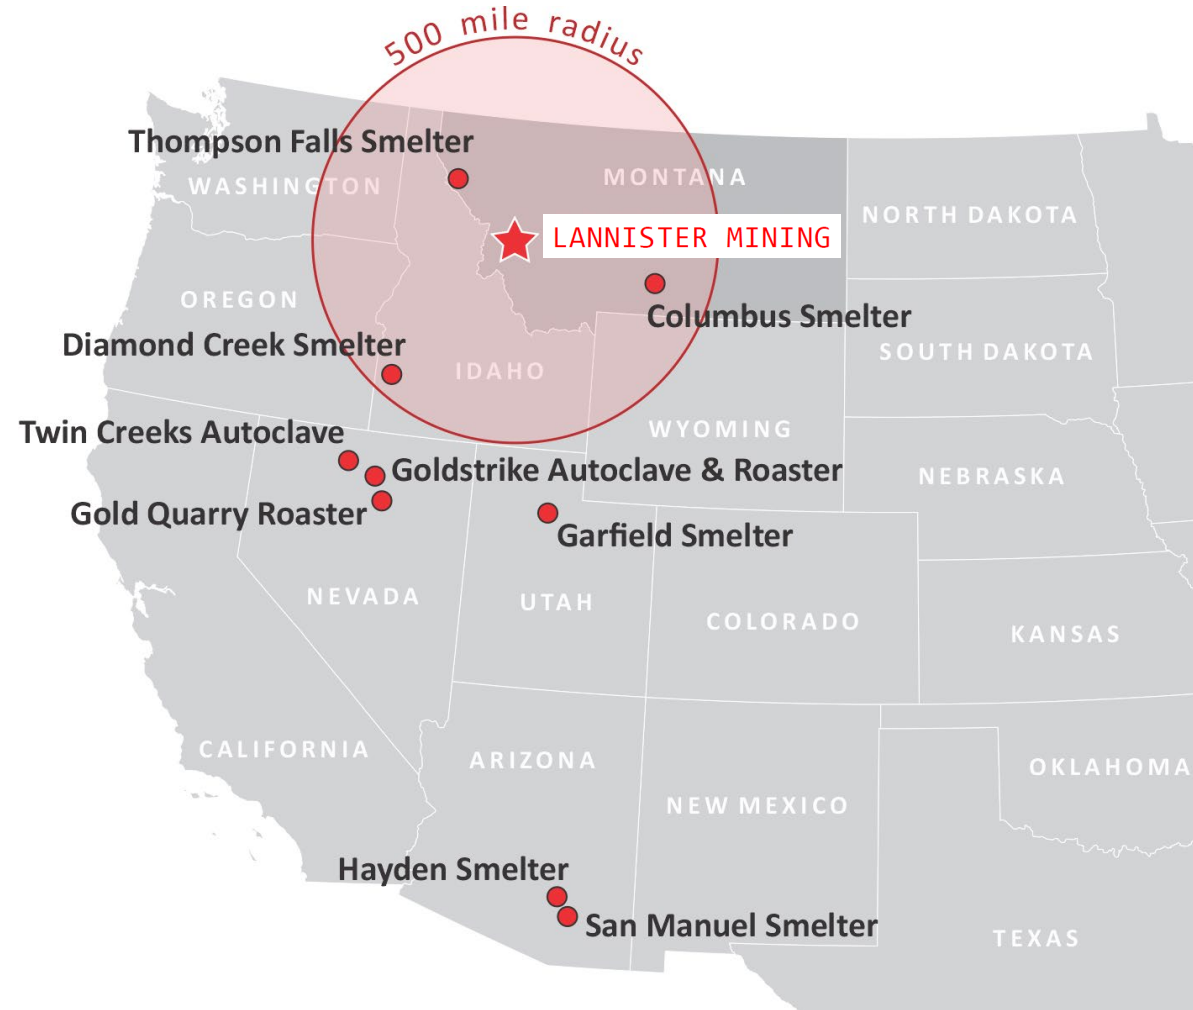 500 mile radius
Thompson Falls Smelter
WASHINGTON
MONTANA
NORTH DAKOTA
LANNISTER MINING
OREGON
Columbus Smelter
Diamond Creek Smelter
SOUTH DAKOTA
IDAHO
Twin Creeks Autoclave
WYOMING
Goldstrike Autoclave & Roaster
NEBRASKA
Gold Quarry Roaster
Garfield Smelter
NEVADA
UTAH
COLORADO
KANSAS
CALIFORNIA
ARIZONA
OKLAHOMA
NEW MEXICO
Hayden Smelter
San Manuel Smelter
TEXAS